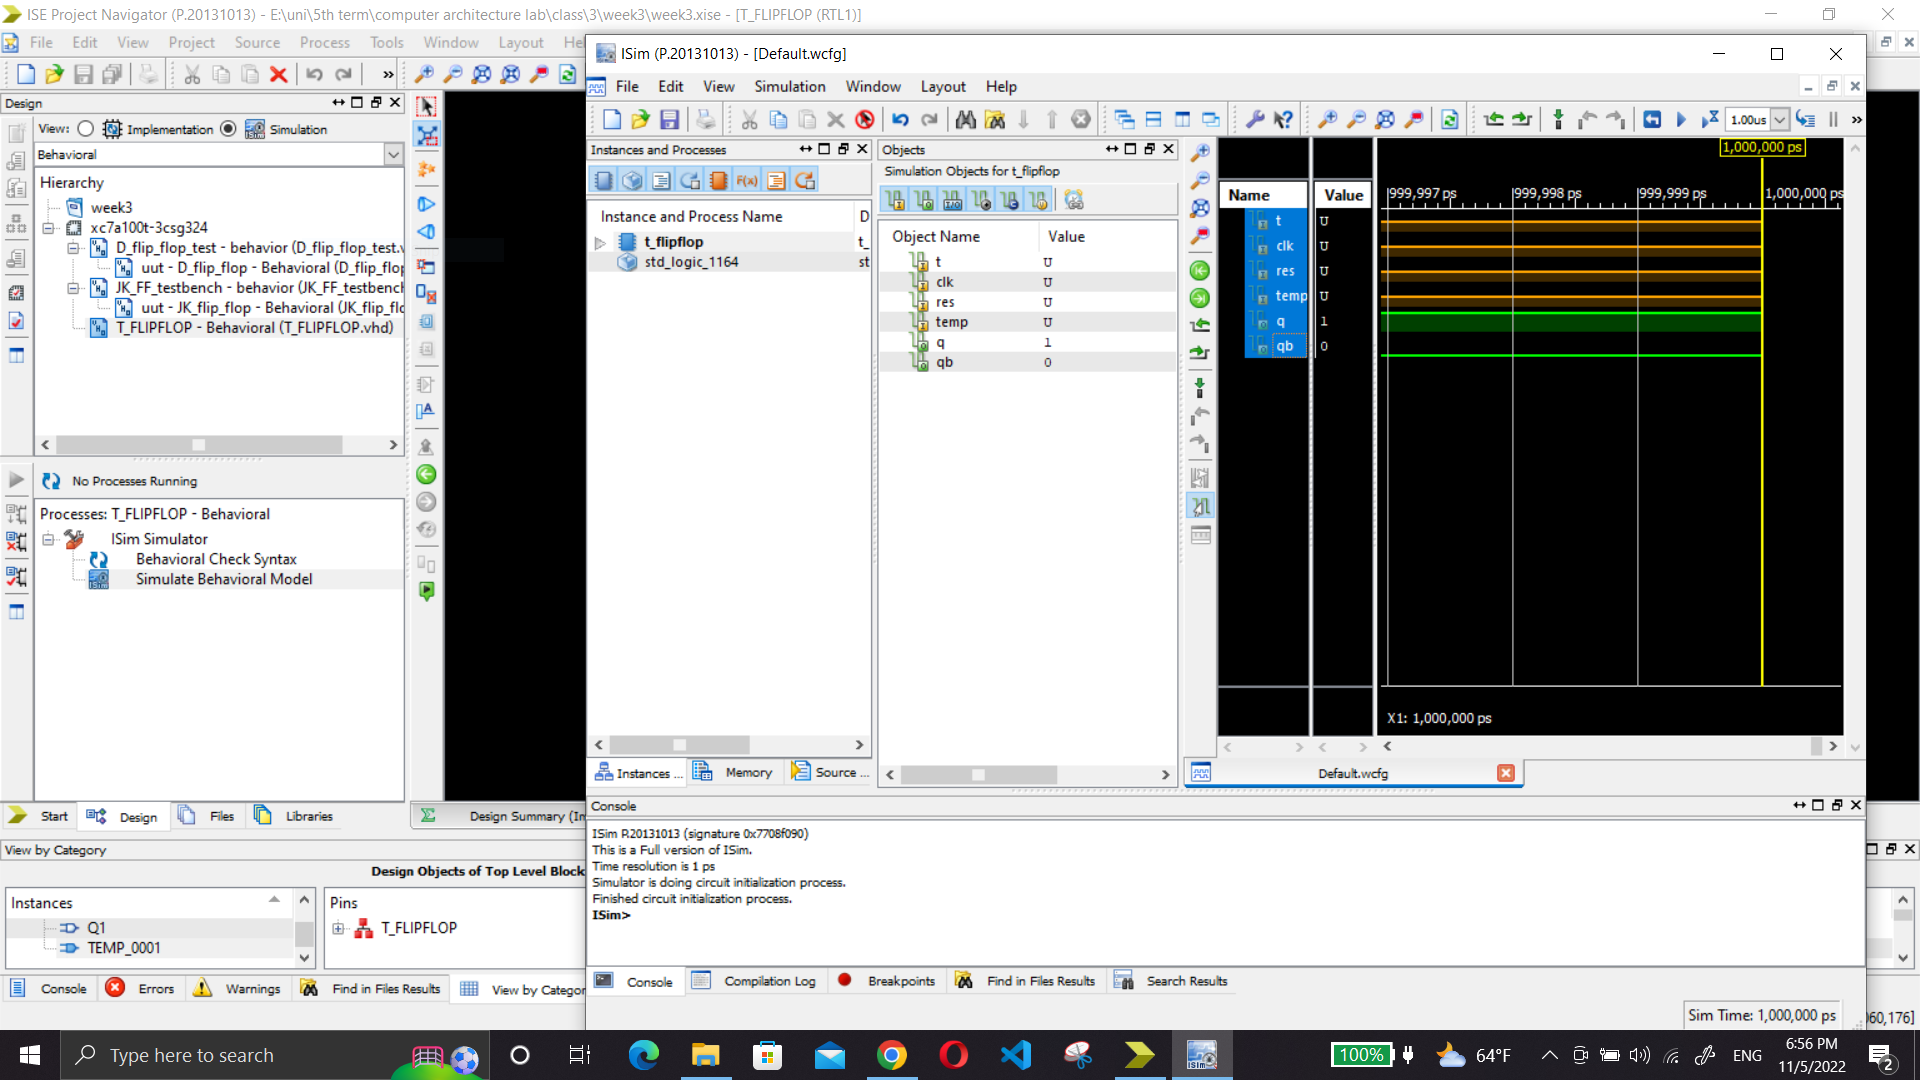 ISE Project Navigator (P.20131013) - E:\uni\5th term\computer architecture lab\class\3\week3\week3.xise - [T_FLIPFLOP (RTL1)]
File Edit View Project Source Process Tools Window Layout
ISim (P.20131013) - [Default.wcfg]
File Edit View Simulation Window Layout Help
1.00us
Design
View: Implementation Simulation
Behavioral
Hierarchy
week3
xc7a100t-3csg324
D_flip_flop_test - behavior (D_flip_flop_test.
uut - D_flip_flop - Behavioral (D_flip_flop
JK_FF_testbench - behavior (JK_FF_testbenc
uut - JK_flip_flop - Behavioral (JK_flip_flo
T_FLIPFLOP - Behavioral (T_FLIPFLOP.vhd)
No Processes Running
Processes: T_FLIPFLOP - Behavioral
ISim Simulator
Behavioral Check Syntax
Simulate Behavioral Model
Start Design Files Libraries
Design Summary (Im
View by Category
Design Objects of Top Level Block
Instances
Q1
TEMP_0001
Pins
T_FLIPFLOP
Console Errors Warnings Find in Files Results View by Categor
Instances and Processes
F(x)
Instance and Process Name D
t_flipflop t_
std_logic_1164 st
Instances ... Memory Source ...
Objects
Simulation Objects for t_flipflop
Object Name Value
t U
clk U
res U
temp U
q 1
qb 0
1,000,000 ps
Name Value
999,997 ps 999,998 ps 999,999 ps 1,000,000 ps
t U
clk U
res U
temp U
q 1
qb 0
X1: 1,000,000 ps
Default.wcfg
Console
ISim P.20131013 (signature 0x7708f090)
This is a Full version of ISim.
Time resolution is 1 ps
Simulator is doing circuit initialization process.
Finished circuit initialization process.
ISim>
Console Compilation Log Breakpoints Find in Files Results Search Results
Sim Time: 1,000,000 ps
60,176]
Type here to search
100%
64°F
ENG
6:56 PM
11/5/2022
2